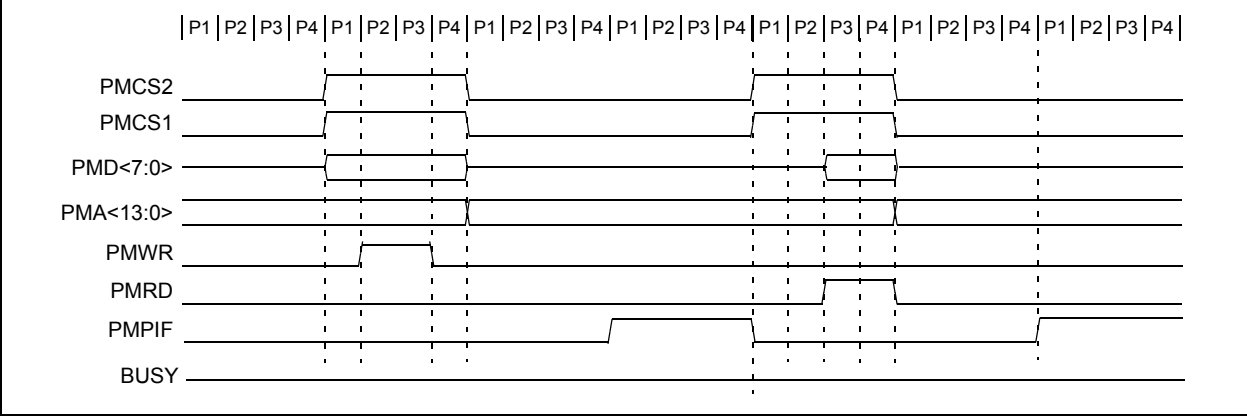 P1 P2 P3 P4 P1 P2 P3 P4 P1 P2 P3 P4 P1 P2 P3 P4 P1 P2 P3 P4 P1 P2 P3 P4 P1 P2 P3 P4
PMCS2
PMCS1
PMD<7:0>
PMA<13:0>
PMWR
PMRD
PMPIF
BUSY